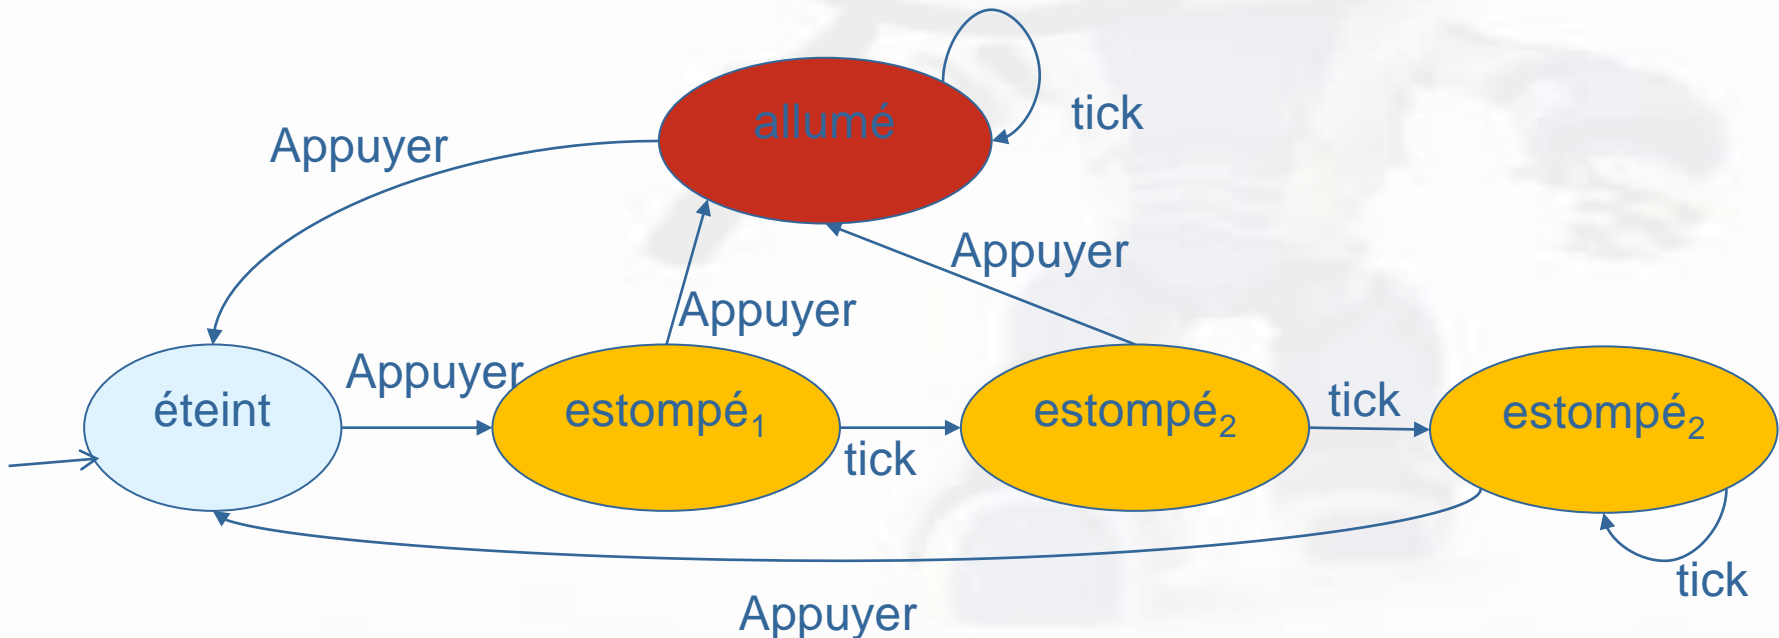 allumé
tick
Appuyer
Appuyer
Appuyer
Appuyer
éteint
estompé₁
estompé₂
tick
estompé₂
tick
tick
Appuyer